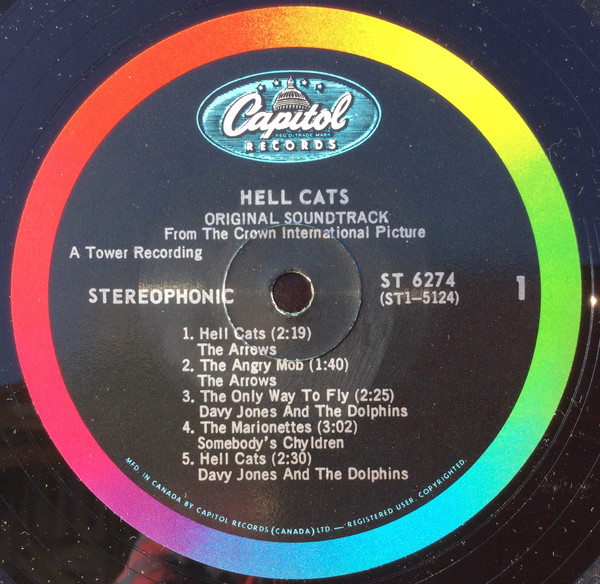 Capitol
REG'D. TRADE MARK
RECORDS
HELL CATS
ORIGINAL SOUNDTRACK
From The Crown International Picture
A Tower Recording
STEREOPHONIC
ST 6274
(ST1-5124)
1
1. Hell Cats (2:19)
The Arrows
2. The Angry Mob (1:40)
The Arrows
3. The Only Way To Fly (2:25)
Davy Jones And The Dolphins
4. The Marionettes (3:02)
Somebody's Chyldren
5. Hell Cats (2:30)
Davy Jones And The Dolphins
MFD. IN CANADA BY CAPITOL RECORDS (CANADA) LTD. — REGISTERED USER. COPYRIGHTED.